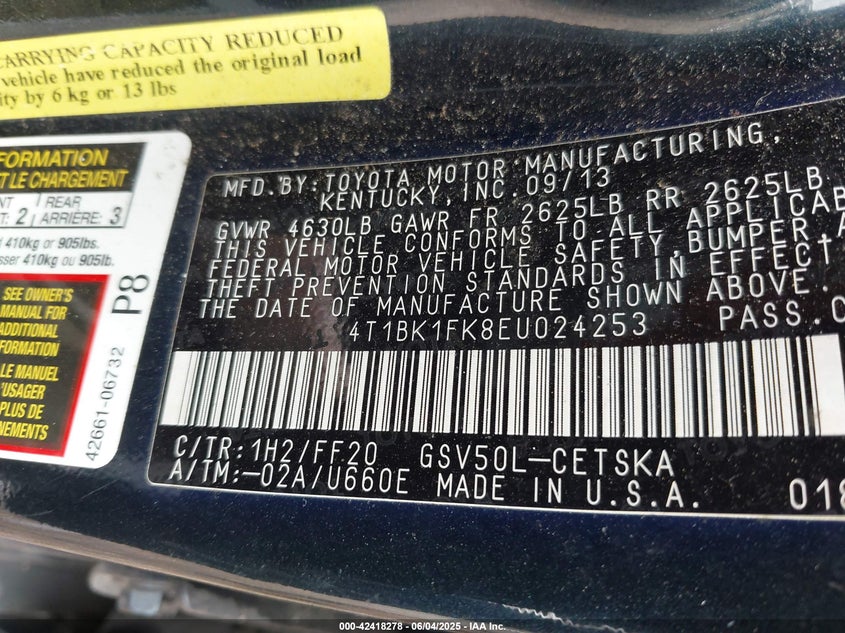 CARRYING CAPACITY REDUCED
vehicle have reduced the original load
ity by 6 kg or 13 lbs
FORMATION
T LE CHARGEMENT
NT : 2 REAR ARRIÈRE: 3
d 410kg or 905lbs.
sser 410kg ou 905lb.
SEE OWNER'S
MANUAL FOR
ADDITIONAL
FORMATION
LE MANUEL
'USAGER
PLUS DE
NEMENTS
P8
42661-06732
MFD.BY:TOYOTA MOTOR MANUFACTURING,
KENTUCKY,INC.09/13
GVWR 4630LB GAWR FR 2625LB RR 2625LB
THIS VEHICLE CONFORMS TO ALL APPLICAB
FEDERAL MOTOR VEHICLE SAFETY,BUMPER,A
THEFT PREVENTION STANDARDS IN EFFECT
THE DATE OF MANUFACTURE SHOWN ABOVE.
4T1BK1FK8EU024253 PASS.C
C/TR:1H2/FF20 GSV50L-CETSKA
A/TM:-02A/U660E MADE IN U.S.A. 018
000-42418278 - 06/04/2025 - IAA Inc.